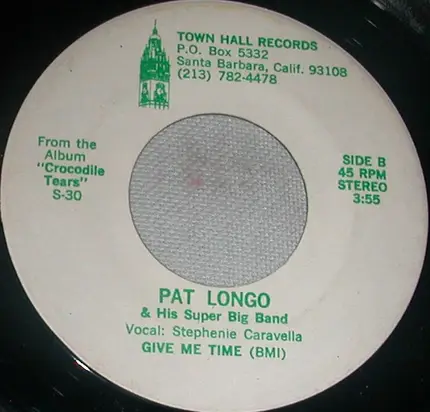 TOWN HALL RECORDS
P.O. Box 5332
Santa Barbara, Calif. 93108
(213) 782-4478
From the
Album
"Crocodile
Tears"
S-30
SIDE B
45 RPM
STEREO
3:55
PAT LONGO
& His Super Big Band
Vocal: Stephenie Caravella
GIVE ME TIME (BMI)